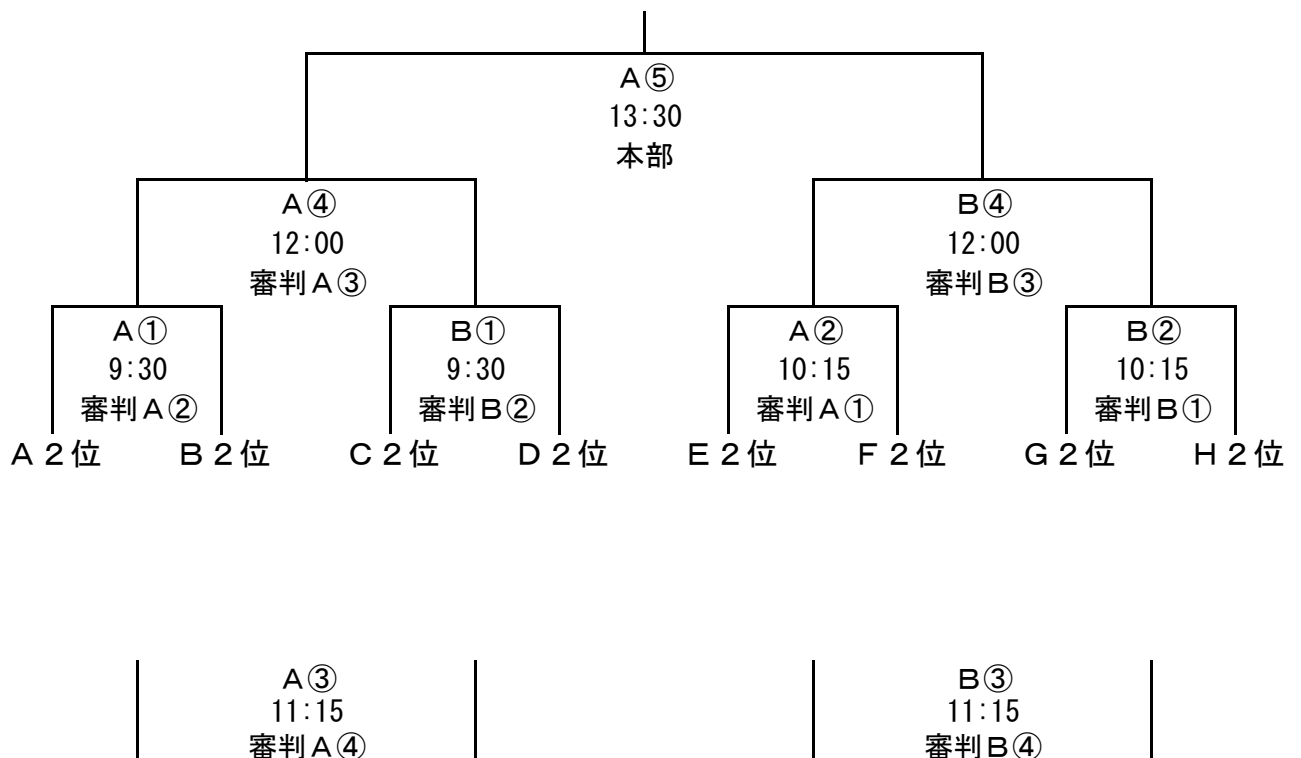 A⑤
13:30
本部
A④ B④
12:00 12:00
審判A③ 審判B③
A① B① A② B②
9:30 9:30 10:15 10:15
審判A② 審判B② 審判A① 審判B①
A2位 B2位 C2位 D2位 E2位 F2位 G2位 H2位
A③ B③
11:15 11:15
審判A④ 審判B④